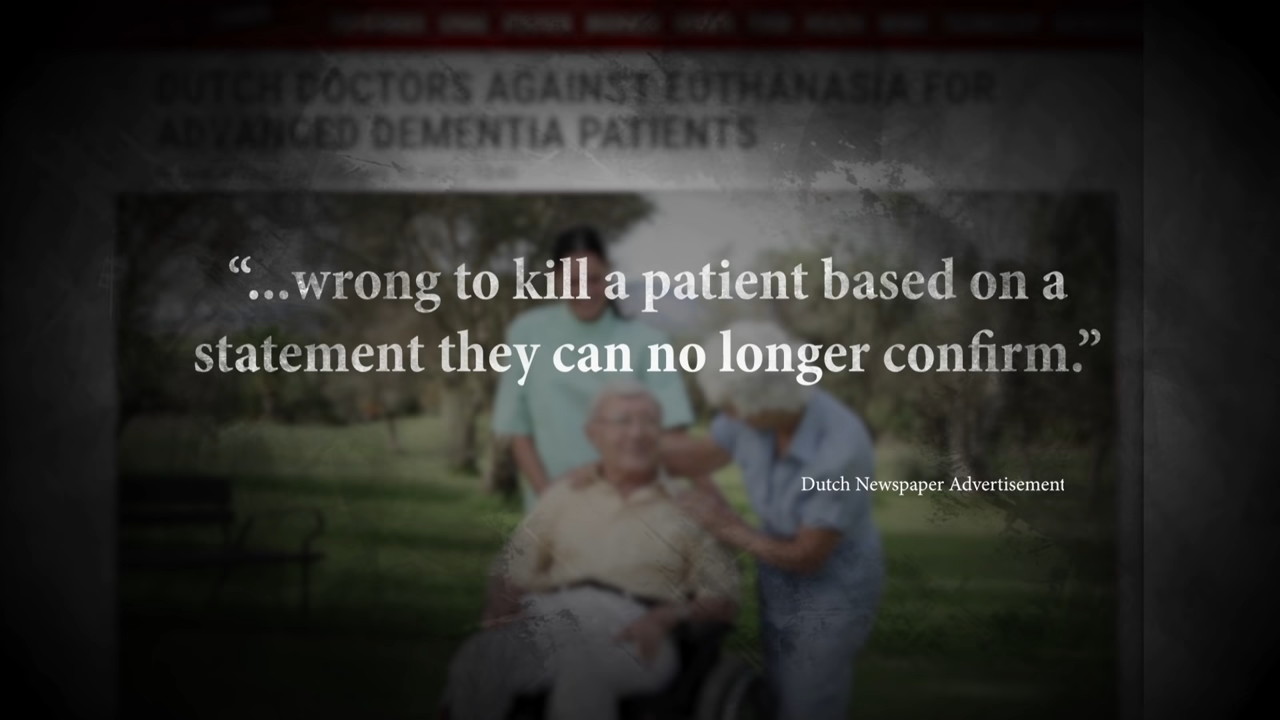 DUTCH DOCTORS AGAINST EUTHANASIA FOR
ADVANCED DEMENTIA PATIENTS
“...wrong to kill a patient based on a
statement they can no longer confirm.”
Dutch Newspaper Advertisement